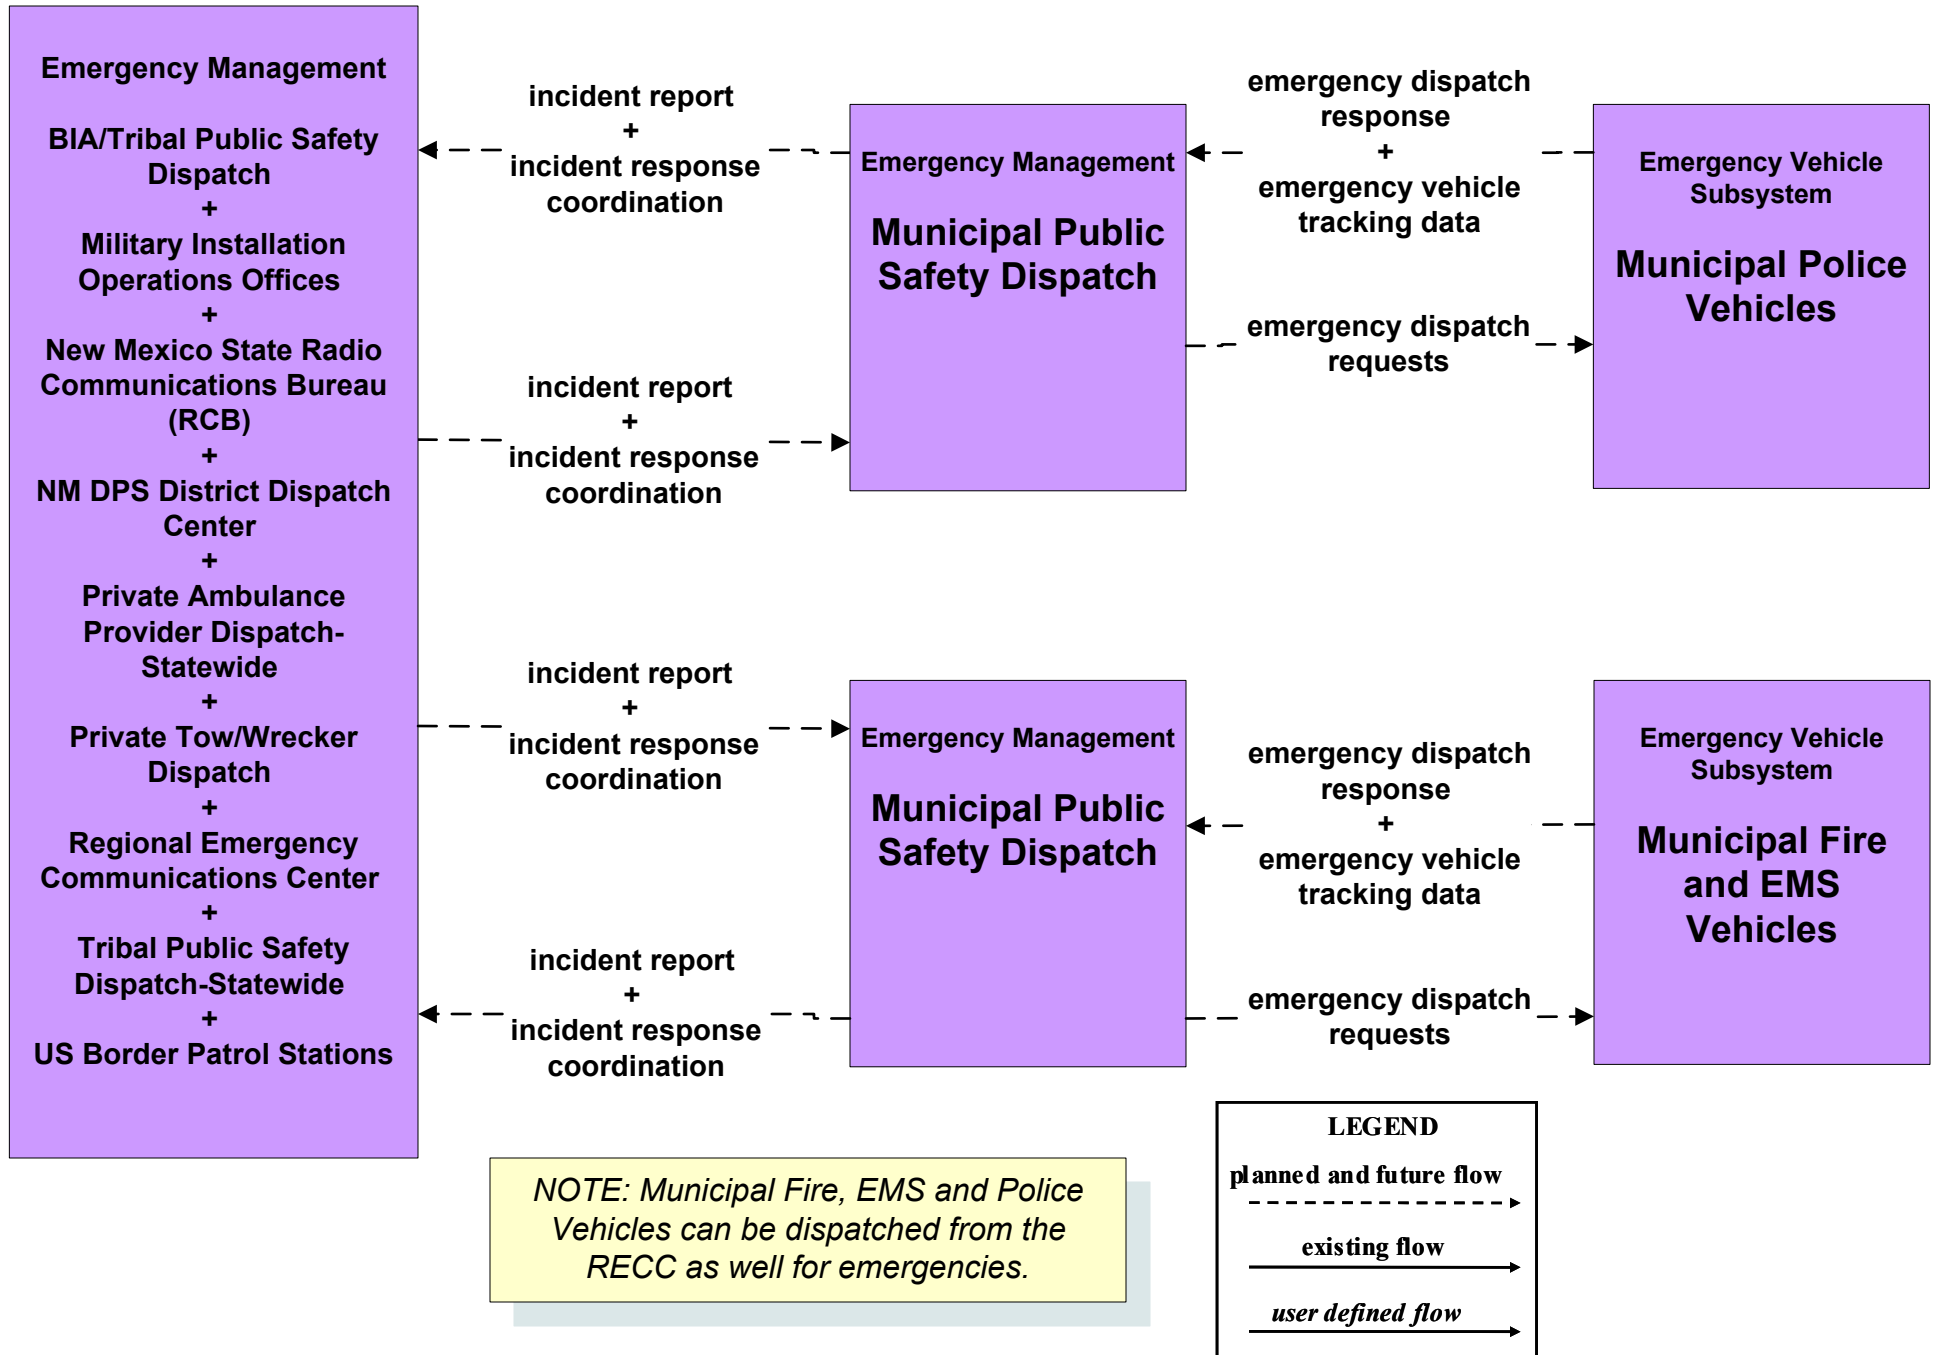 Emergency Management
BIA/Tribal Public Safety
Dispatch
+
Military Installation
Operations Offices
+
New Mexico State Radio
Communications Bureau
(RCB)
+
NM DPS District Dispatch
Center
+
Private Ambulance
Provider Dispatch-
Statewide
+
Private Tow/Wrecker
Dispatch
+
Regional Emergency
Communications Center
+
Tribal Public Safety
Dispatch-Statewide
+
US Border Patrol Stations
incident report
+
incident response
coordination
incident report
+
incident response
coordination
Emergency Management
Municipal Public
Safety Dispatch
emergency dispatch
response
+
emergency vehicle
tracking data
emergency dispatch
requests
Emergency Vehicle
Subsystem
Municipal Police
Vehicles
incident report
+
incident response
coordination
incident report
+
incident response
coordination
Emergency Management
Municipal Public
Safety Dispatch
emergency dispatch
response
+
emergency vehicle
tracking data
emergency dispatch
requests
Emergency Vehicle
Subsystem
Municipal Fire
and EMS
Vehicles
NOTE: Municipal Fire, EMS and Police
Vehicles can be dispatched from the
RECC as well for emergencies.
LEGEND
planned and future flow
existing flow
user defined flow